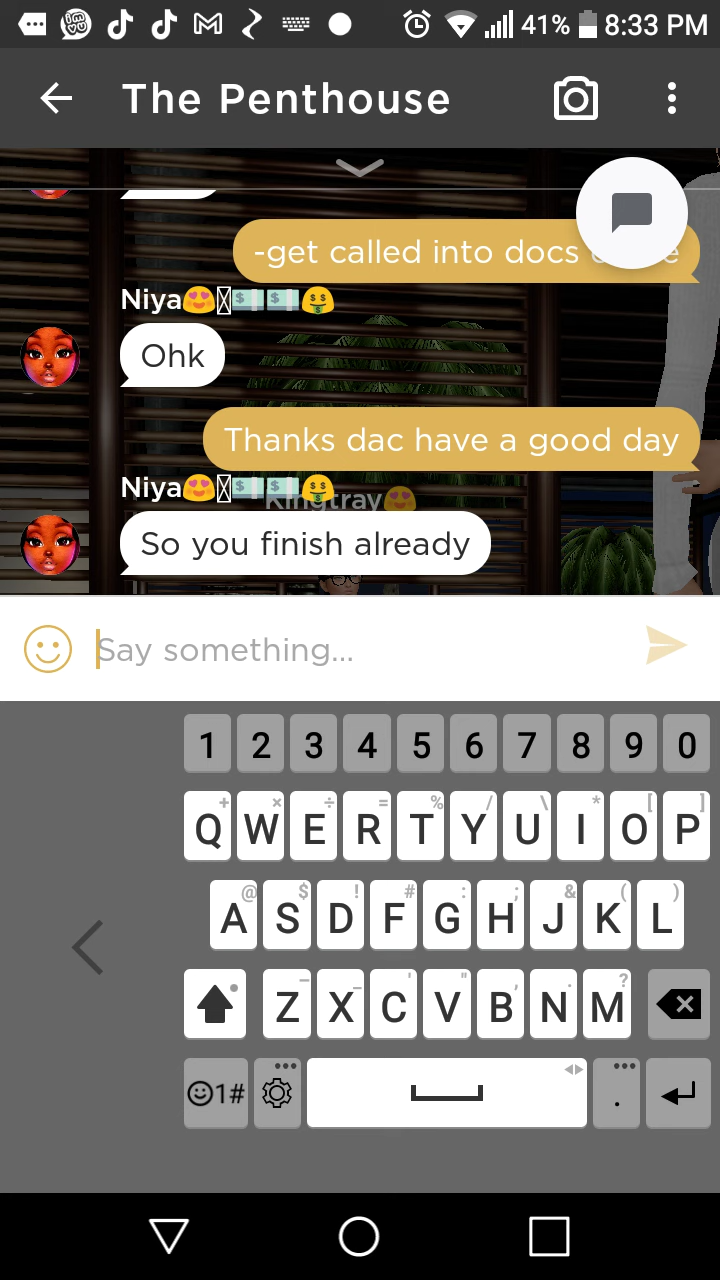 41% 8:33 PM
The Penthouse
-get called into docs
Niya😍💵💵🤑
Ohk
Thanks dac have a good day
Niya😍💵💵🤑
Kingtray😍
So you finish already
Say something...
1 2 3 4 5 6 7 8 9 0
+ × ÷ = % / \ * [ ]
Q W E R T Y U I O P
@ $ ! # : ; & ( )
A S D F G H J K L
– _ ' " , . ?
Z X C V B N M
1# .